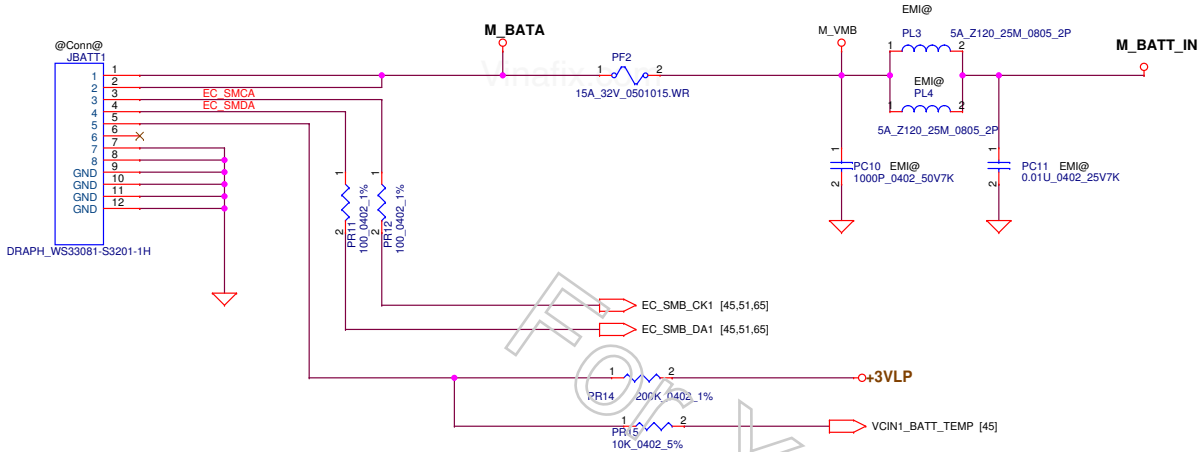 EMI@
@Conn@
JBATT1
M_BATA
M_VMB
PL3
5A_Z120_25M_0805_2P
M_BATT_IN
PF2
1 2
15A_32V_0501015.WR
1 2
EMI@
PL4
1 2
5A_Z120_25M_0805_2P
Vinafix.com
1 1
2 2
3 3
4 4
5 5
6 6
7 7
8 8
GND 9
GND 10
GND 11
GND 12
DRAPH_WS33081-S3201-1H
EC_SMCA
EC_SMDA
1
PC10 EMI@
1000P_0402_50V7K
2
1
PC11 EMI@
0.01U_0402_25V7K
2
1 2
PR11
100_0402_1%
1 2
PR12
100_0402_1%
EC_SMB_CK1 [45,51,65]
EC_SMB_DA1 [45,51,65]
1 2
+3VLP
PR14 200K_0402_1%
1 2
PR15
10K_0402_5%
VCIN1_BATT_TEMP [45]
For